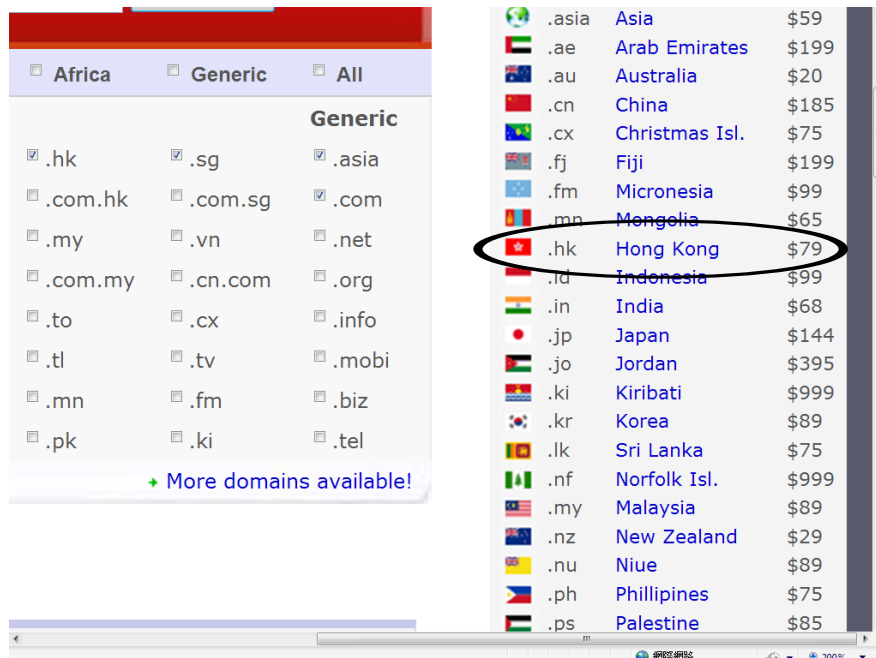 Africa Generic All
Generic
.hk .sg .asia
.com.hk .com.sg .com
.my .vn .net
.com.my .cn.com .org
.to .cx .info
.tl .tv .mobi
.mn .fm .biz
.pk .ki .tel
More domains available!
.asia Asia $59
.ae Arab Emirates $199
.au Australia $20
.cn China $185
.cx Christmas Isl. $75
.fj Fiji $199
.fm Micronesia $99
.mn Mongolia $65
.hk Hong Kong $79
.id Indonesia $99
.in India $68
.jp Japan $144
.jo Jordan $395
.ki Kiribati $999
.kr Korea $89
.lk Sri Lanka $75
.nf Norfolk Isl. $999
.my Malaysia $89
.nz New Zealand $29
.nu Niue $89
.ph Phillipines $75
.ps Palestine $85
網際網路 200%